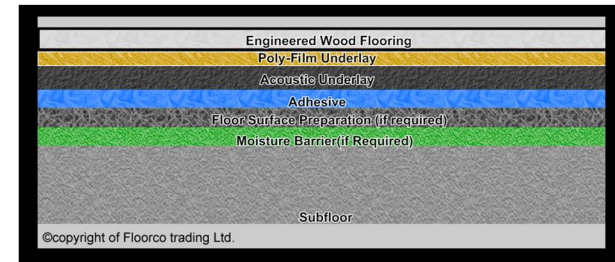 Engineered Wood Flooring
Poly-Film Underlay
Acoustic Underlay
Adhesive
Floor Surface Preparation (if required)
Moisture Barrier(if Required)
Subfloor
©copyright of Floorco trading Ltd.